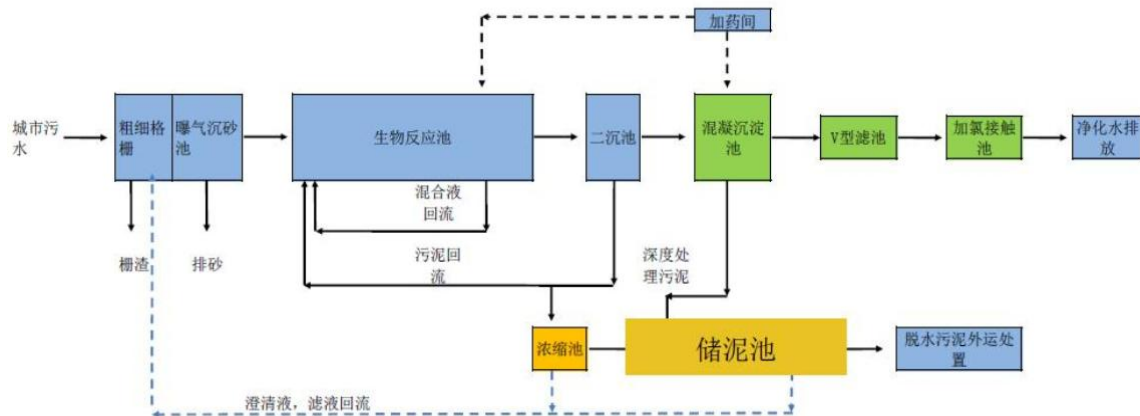 加药间
城市污
水
粗细格
栅
曝气沉砂
池
生物反应池
二沉池
混凝沉淀
池
V型滤池
加氯接触
池
净化水排
放
混合液
回流
栅渣
排砂
污泥回
流
深度处
理污泥
浓缩池
储泥池
脱水污泥外运处
置
澄清液，滤液回流